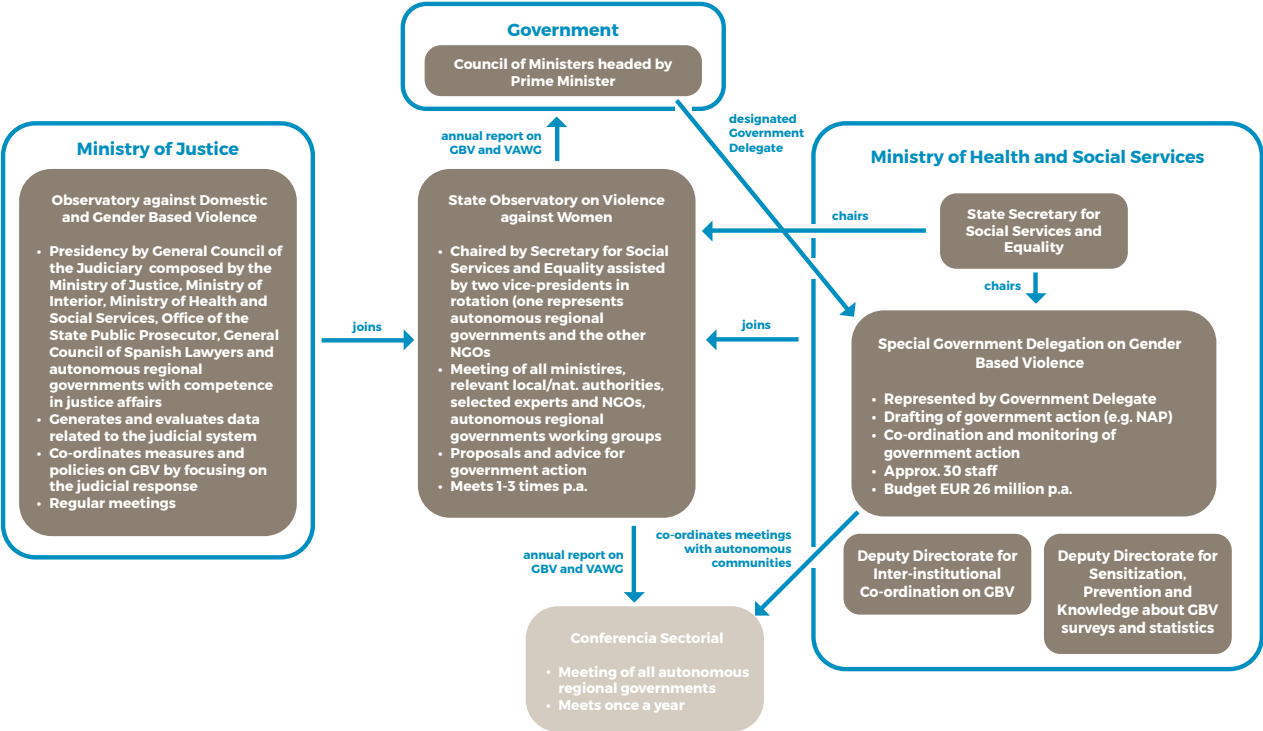 Government
Council of Ministers headed by
Prime Minister
annual report on
GBV and VAWG
designated
Government
Delegate
Ministry of Justice
Observatory against Domestic
and Gender Based Violence
• Presidency by General Council of
the Judiciary composed by the
Ministry of Justice, Ministry of
Interior, Ministry of Health and
Social Services, Office of the
State Public Prosecutor, General
Council of Spanish Lawyers and
autonomous regional
governments with competence
in justice affairs
• Generates and evaluates data
related to the judicial system
• Co-ordinates measures and
policies on GBV by focusing on
the judicial response
• Regular meetings
joins
State Observatory on Violence
against Women
• Chaired by Secretary for Social
Services and Equality assisted
by two vice-presidents in
rotation (one represents
autonomous regional
governments and the other
NGOs
• Meeting of all ministires,
relevant local/nat. authorities,
selected experts and NGOs,
autonomous regional
governments working groups
• Proposals and advice for
government action
• Meets 1-3 times p.a.
chairs
joins
Ministry of Health and Social Services
State Secretary for
Social Services and
Equality
chairs
Special Government Delegation on Gender
Based Violence
• Represented by Government Delegate
• Drafting of government action (e.g. NAP)
• Co-ordination and monitoring of
government action
• Approx. 30 staff
• Budget EUR 26 million p.a.
Deputy Directorate for
Inter-institutional
Co-ordination on GBV
Deputy Directorate for
Sensitization,
Prevention and
Knowledge about GBV
surveys and statistics
annual report on
GBV and VAWG
co-ordinates meetings
with autonomous
communities
Conferencia Sectorial
• Meeting of all autonomous
regional governments
• Meets once a year